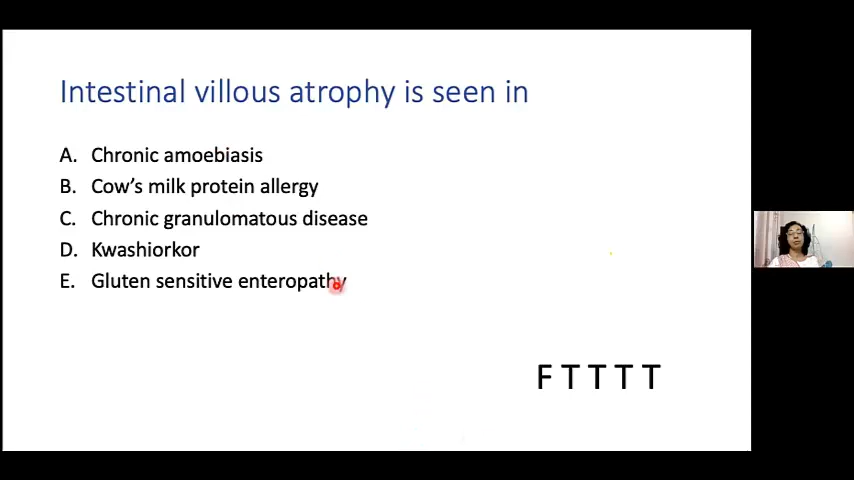 Intestinal villous atrophy is seen in
A. Chronic amoebiasis
B. Cow's milk protein allergy
C. Chronic granulomatous disease
D. Kwashiorkor
E. Gluten sensitive enteropathy
F T T T T